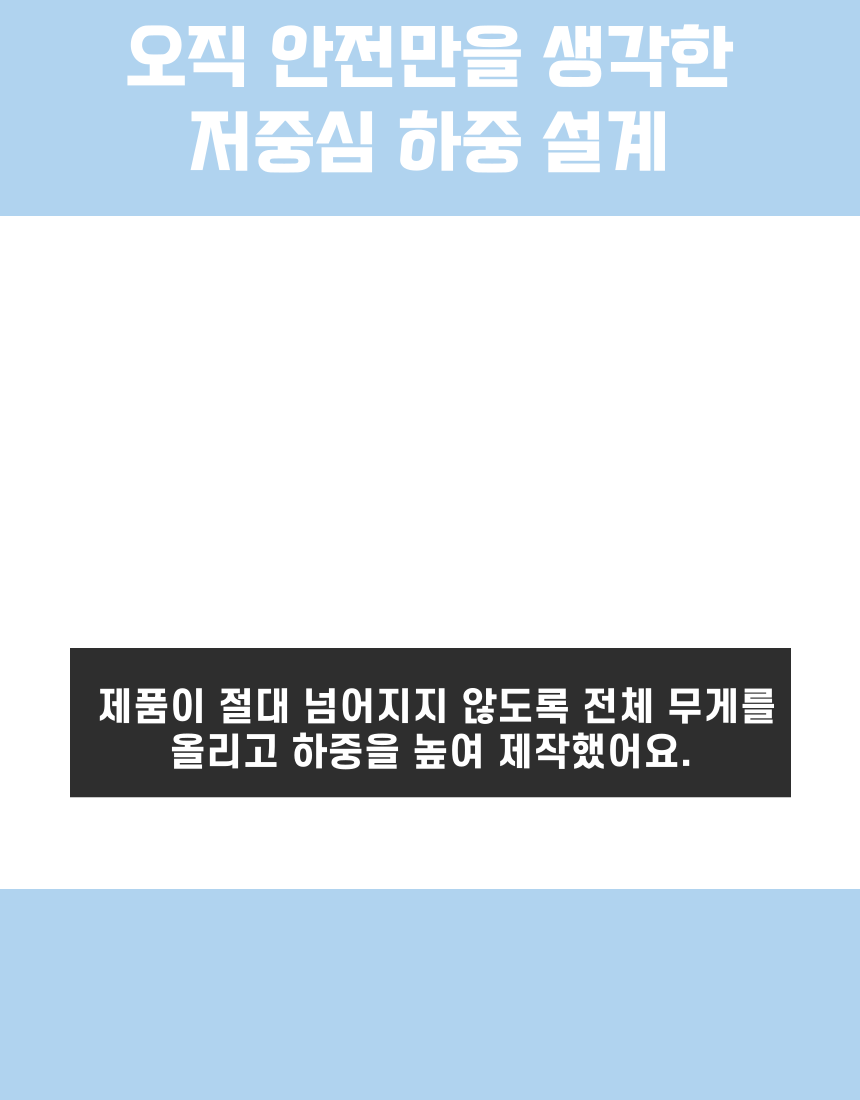 오직 안전만을 생각한
저중심 하중 설계
제품이 절대 넘어지지 않도록 전체 무게를
올리고 하중을 높여 제작했어요.